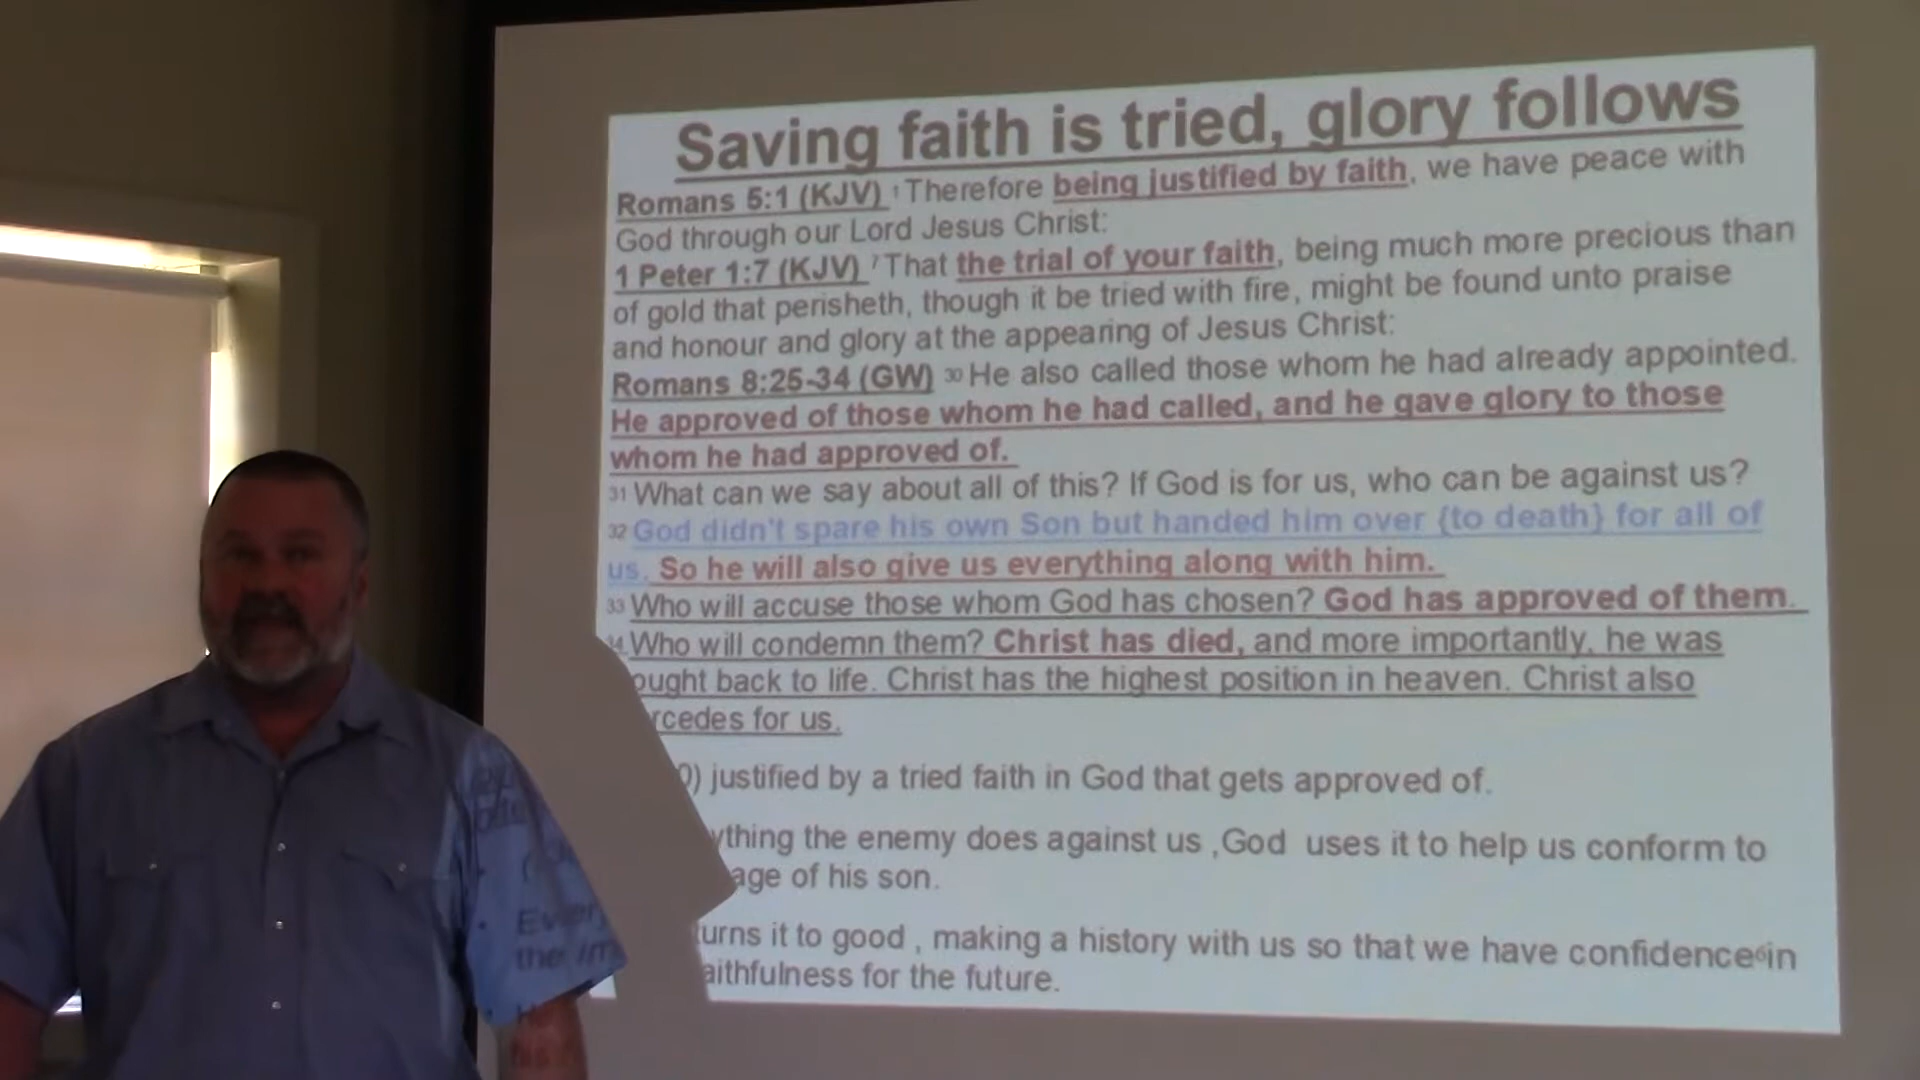 Saving faith is tried, glory follows
Romans 5:1 (KJV) 1 Therefore being justified by faith, we have peace with
God through our Lord Jesus Christ:
1 Peter 1:7 (KJV) 7 That the trial of your faith, being much more precious than
of gold that perisheth, though it be tried with fire, might be found unto praise
and honour and glory at the appearing of Jesus Christ:
Romans 8:25-34 (GW) 30 He also called those whom he had already appointed.
He approved of those whom he had called, and he gave glory to those
whom he had approved of.
31 What can we say about all of this? If God is for us, who can be against us?
32 God didn't spare his own Son but handed him over {to death} for all of
us. So he will also give us everything along with him.
33 Who will accuse those whom God has chosen? God has approved of them.
34 Who will condemn them? Christ has died, and more importantly, he was
ought back to life. Christ has the highest position in heaven. Christ also
rcedes for us.
0) justified by a tried faith in God that gets approved of.
ything the enemy does against us ,God uses it to help us conform to
age of his son.
urns it to good , making a history with us so that we have confidence in
aithfulness for the future.
• Every
the im